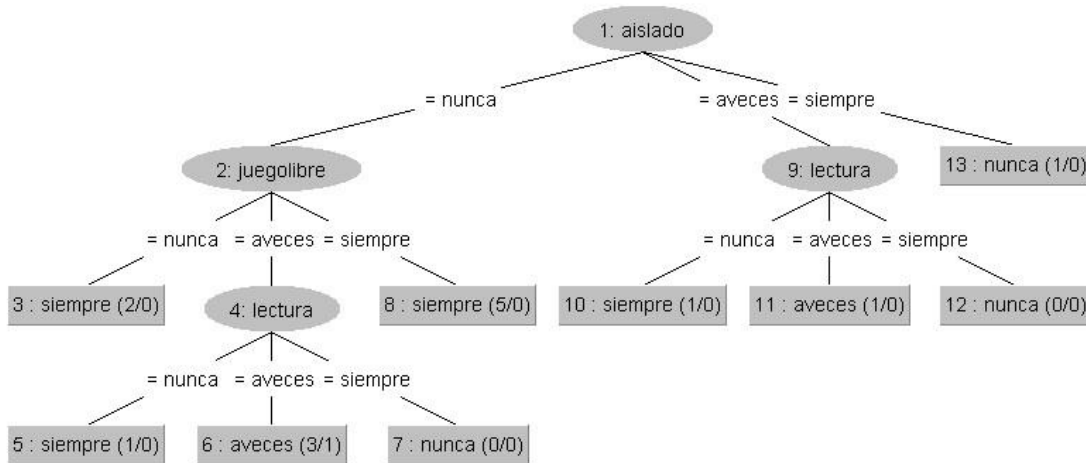 1: aislado
= nunca
= aveces
= siempre
2: juegolibre
9: lectura
13 : nunca (1/0)
= nunca
= aveces
= siempre
= nunca
= aveces
= siempre
3 : siempre (2/0)
4: lectura
8 : siempre (5/0)
10 : siempre (1/0)
11 : aveces (1/0)
12 : nunca (0/0)
= nunca
= aveces
= siempre
5 : siempre (1/0)
6 : aveces (3/1)
7 : nunca (0/0)